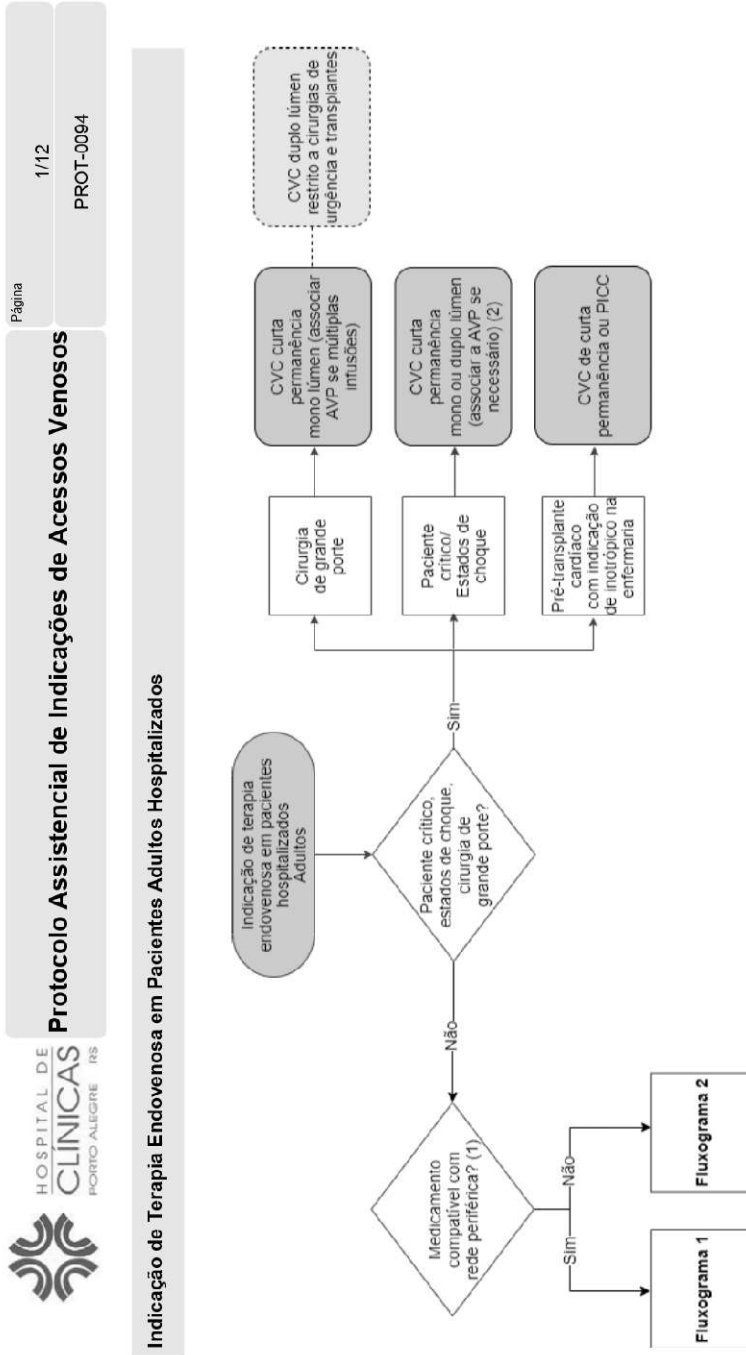 HOSPITAL DE
CLÍNICAS
PORTO ALEGRE RS
Protocolo Assistencial de Indicações de Acessos Venosos
Página
1/12
PROT-0094
Indicação de Terapia Endovenosa em Pacientes Adultos Hospitalizados
Indicação de terapia
endovenosa em pacientes
hospitalizados
Adultos
Paciente crítico,
estados de choque,
cirurgia de
grande porte?
Não
Sim
Medicamento
compatível com
rede periférica? (1)
Sim
Não
Fluxograma 1
Fluxograma 2
Cirurgia
de grande
porte
CVC curta
permanência
mono lúmen (associar
AVP se múltiplas
infusões)
CVC duplo lúmen
restrito a cirurgias de
urgência e transplantes
Paciente
crítico/
Estados de
choque
CVC curta
permanência
mono ou duplo lúmen
(associar a AVP se
necessário) (2)
Pré-transplante
cardíaco
com indicação
de inotrópico na
enfermaria
CVC de curta
permanência ou PICC